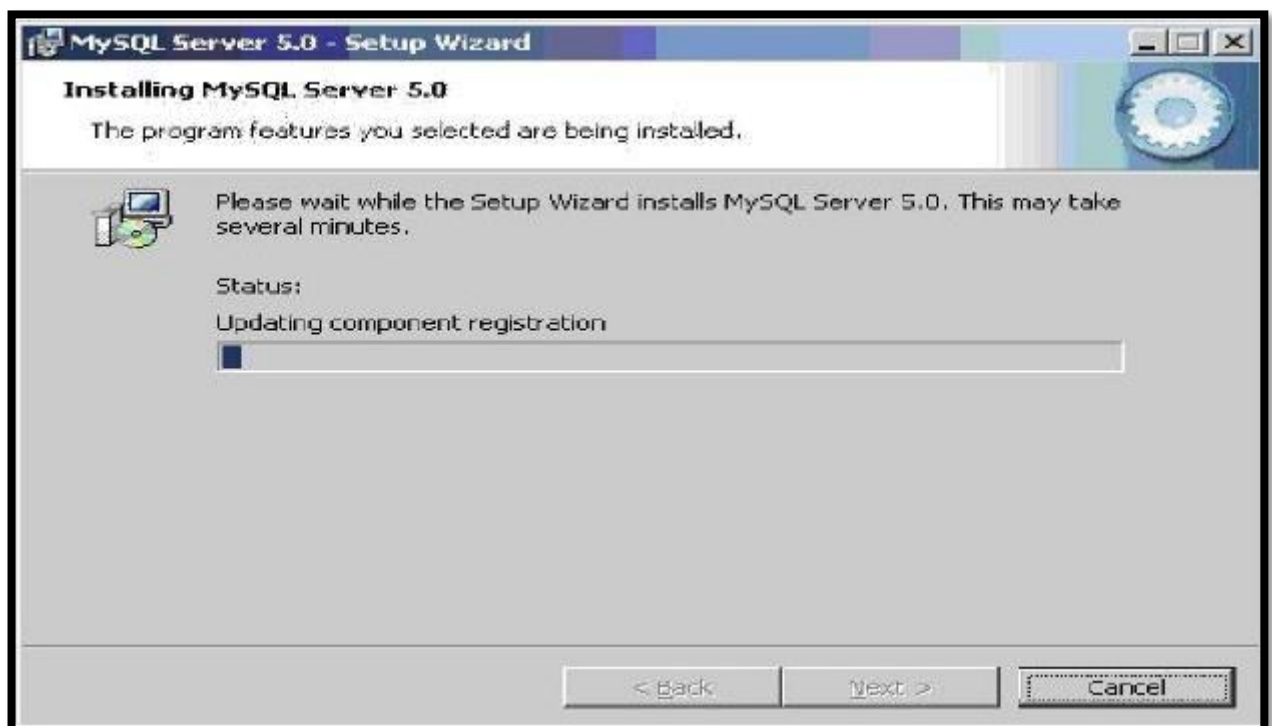 MySQL Server 5.0 - Setup Wizard
Installing MySQL Server 5.0
The program features you selected are being installed.
Please wait while the Setup Wizard installs MySQL Server 5.0. This may take
several minutes.
Status:
Updating component registration
< Back Next > Cancel